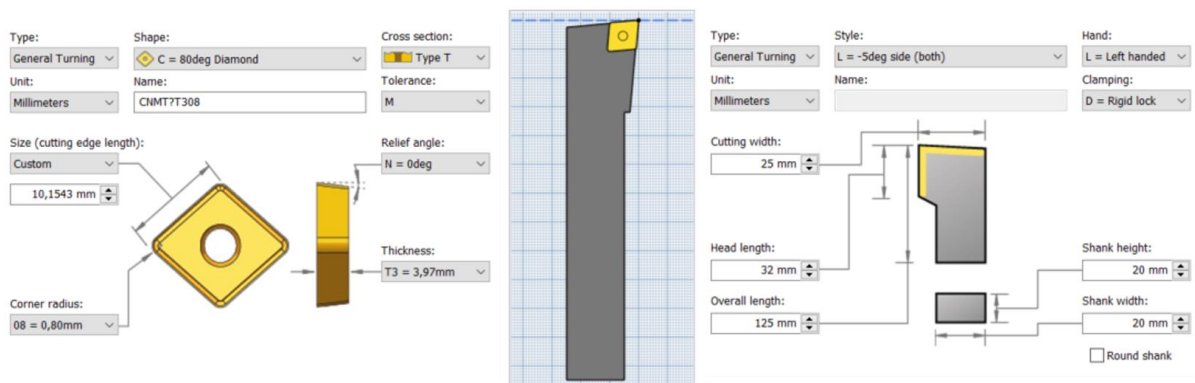 Type:
Shape:
Cross section:
General Turning
C = 80deg Diamond
Type T
Unit:
Name:
Tolerance:
Millimeters
CNMT?T308
M
Size (cutting edge length):
Relief angle:
Custom
N = 0deg
10,1543 mm
Thickness:
T3 = 3,97mm
Corner radius:
08 = 0,80mm
Type:
Style:
Hand:
General Turning
L = -5deg side (both)
L = Left handed
Unit:
Name:
Clamping:
Millimeters
D = Rigid lock
Cutting width:
25 mm
Head length:
Shank height:
32 mm
20 mm
Overall length:
Shank width:
125 mm
20 mm
Round shank